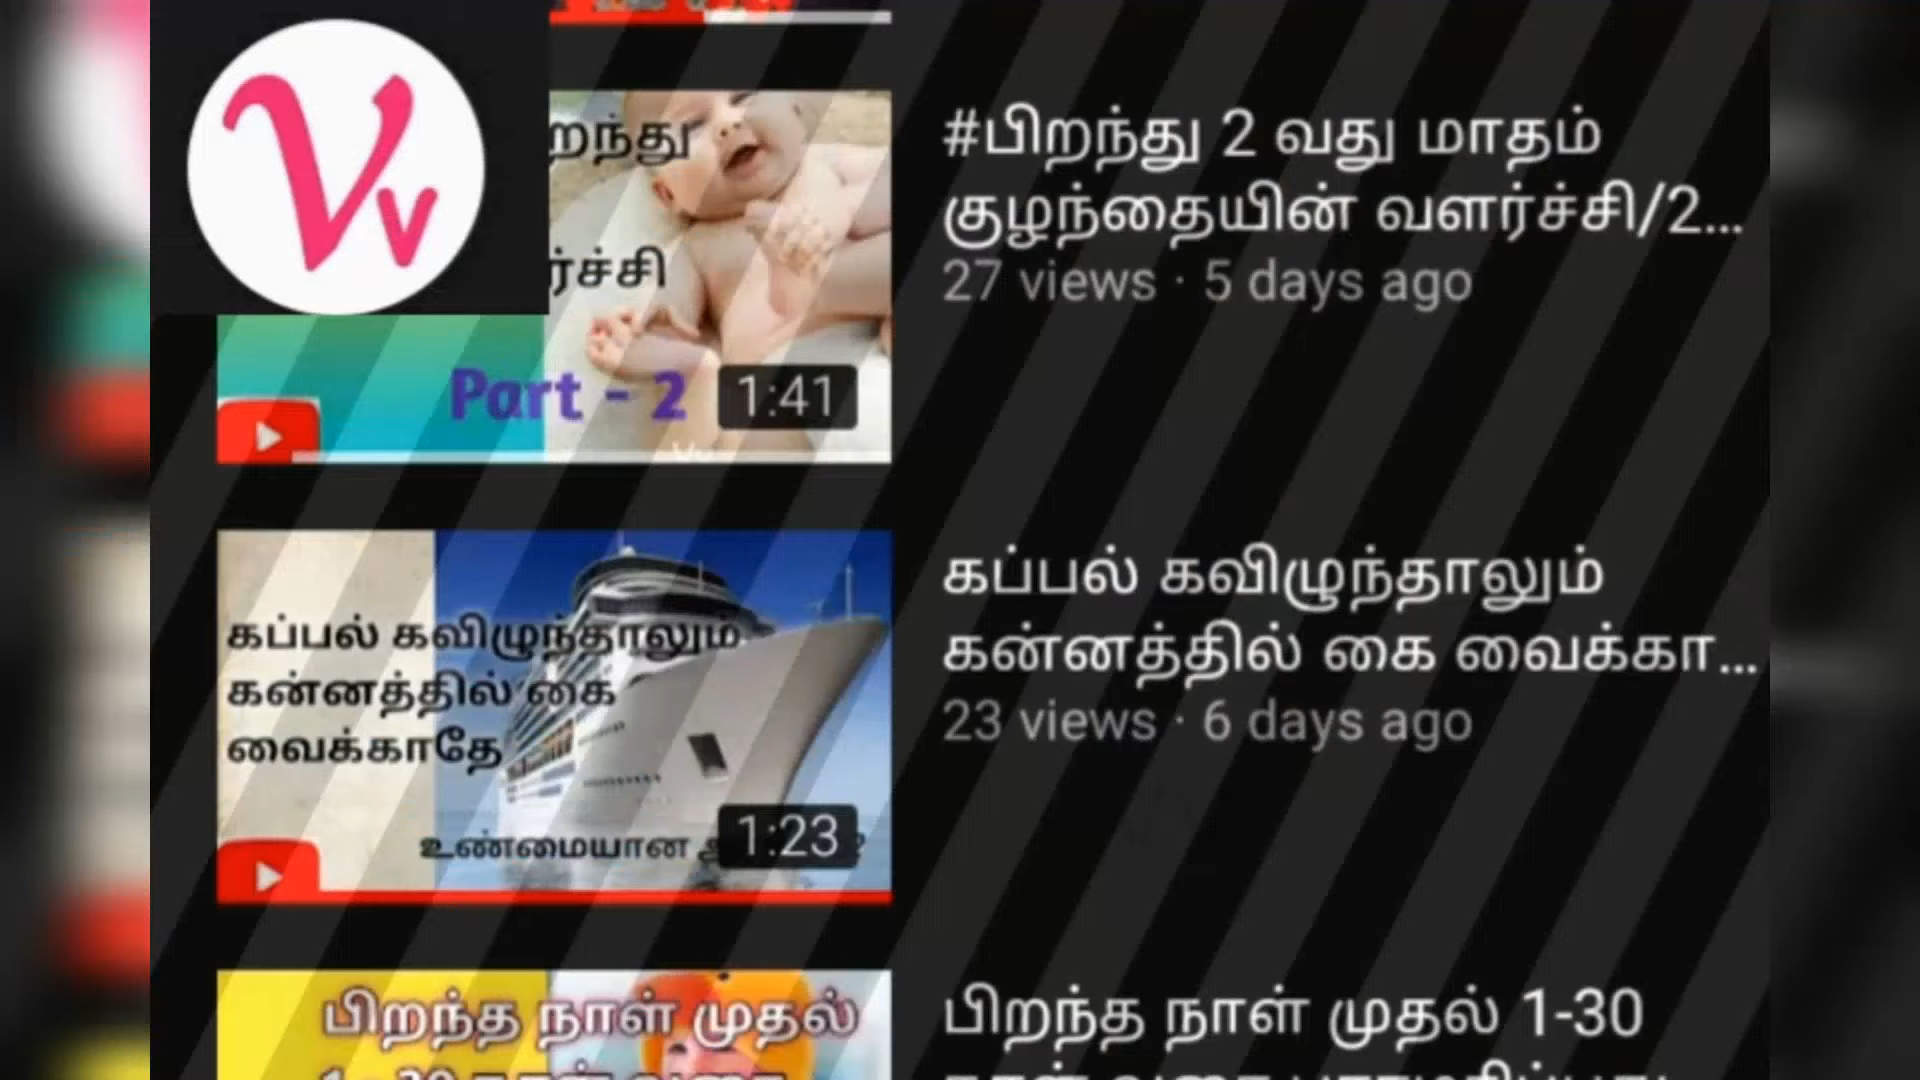 Vv
றந்து
ர்ச்சி
Part - 2
1:41
Vv
#பிறந்து 2 வது மாதம்
குழந்தையின் வளர்ச்சி/2...
27 views · 5 days ago
கப்பல் கவிழுந்தாலும்
கன்னத்தில் கை
வைக்காதே
உண்மையான
1:23
கப்பல் கவிழுந்தாலும்
கன்னத்தில் கை வைக்கா...
23 views · 6 days ago
பிறந்த நாள் முதல்
பிறந்த நாள் முதல் 1-30